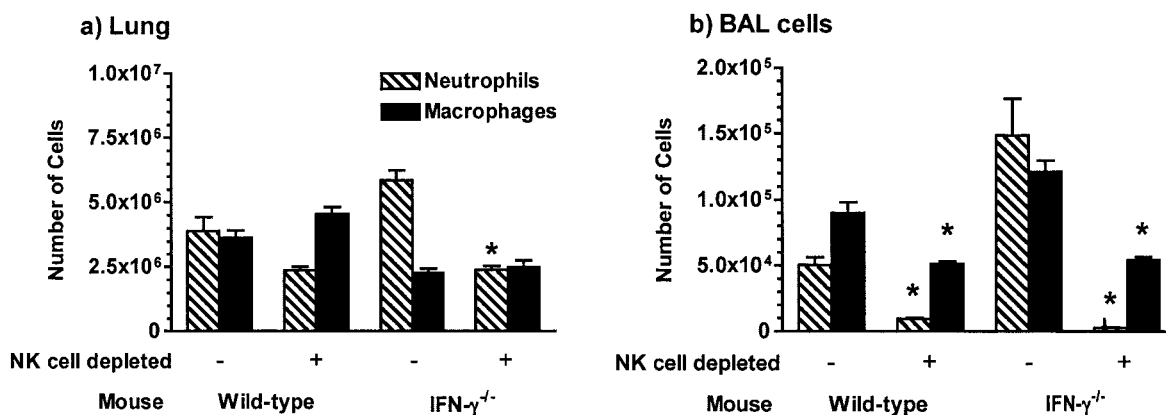 a) Lung
1.0x10⁷
7.5x10⁶
5.0x10⁶
2.5x10⁶
0
Number of Cells
Neutrophils
Macrophages
*
NK cell depleted - + - +
Mouse Wild-type IFN-γ⁻/⁻
b) BAL cells
2.0x10⁵
1.5x10⁵
1.0x10⁵
5.0x10⁴
0
Number of Cells
* * * *
NK cell depleted - + - +
Mouse Wild-type IFN-γ⁻/⁻